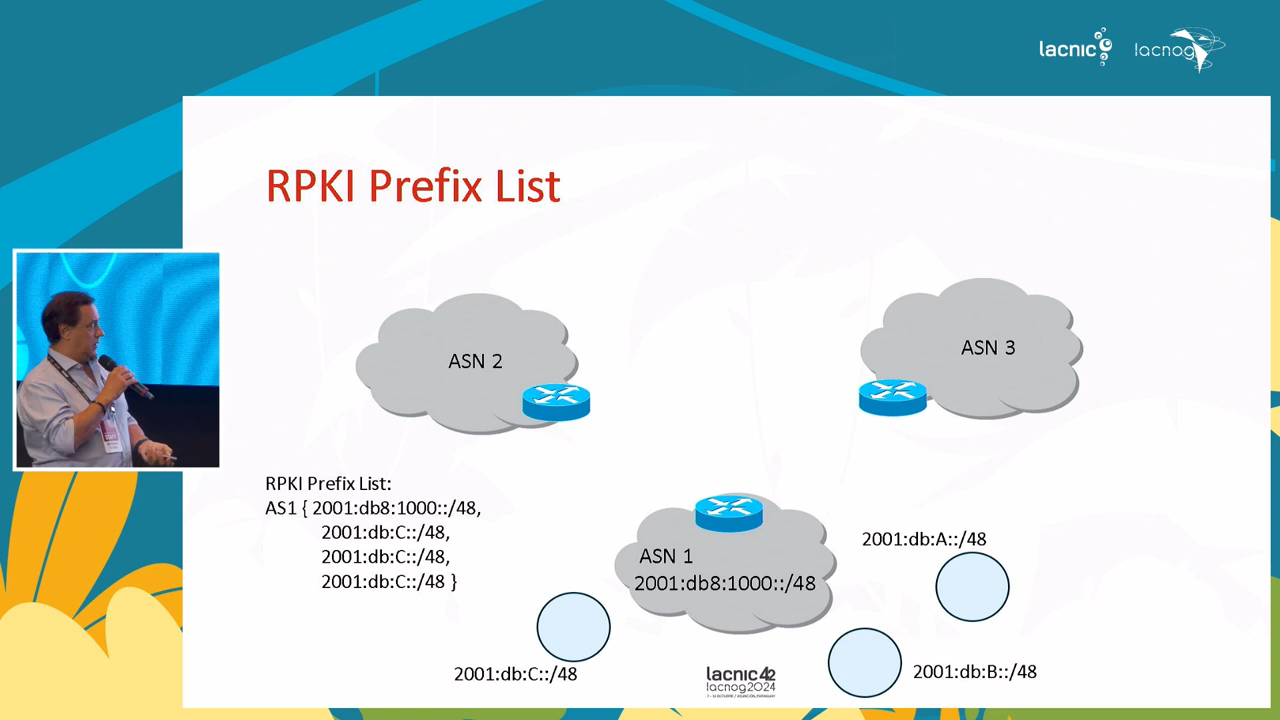 lacnic
lacnog
RPKI Prefix List
ASN 2
ASN 3
RPKI Prefix List:
AS1 { 2001:db8:1000::/48,
2001:db:C::/48,
2001:db:C::/48,
2001:db:C::/48 }
ASN 1
2001:db8:1000::/48
2001:db:A::/48
2001:db:C::/48
2001:db:B::/48
lacnic 42
lacnog2024